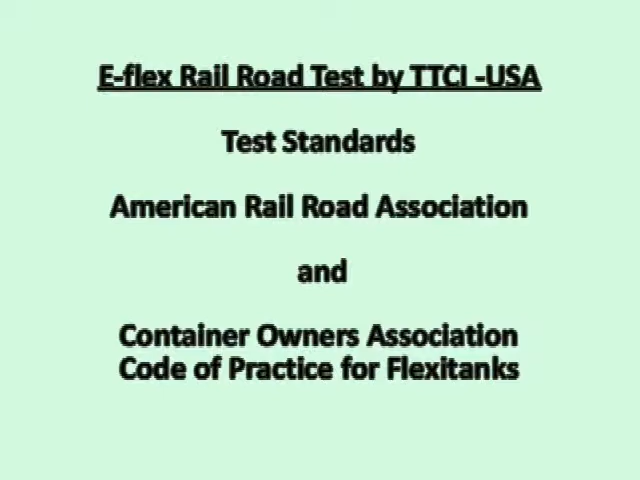 E-flex Rail Road Test by TTCI -USA
Test Standards
American Rail Road Association
and
Container Owners Association
Code of Practice for Flexitanks